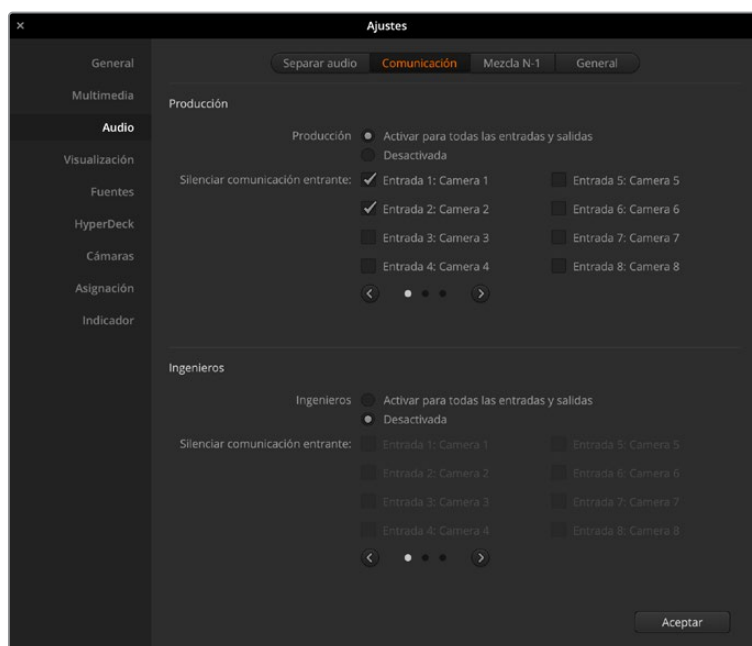 Ajustes
General
Multimedia
Audio
Visualización
Fuentes
HyperDeck
Cámaras
Asignación
Indicador
Separar audio Comunicación Mezcla N-1 General
Producción
Producción Activar para todas las entradas y salidas
Desactivada
Silenciar comunicación entrante: Entrada 1: Camera 1 Entrada 5: Camera 5
Entrada 2: Camera 2 Entrada 6: Camera 6
Entrada 3: Camera 3 Entrada 7: Camera 7
Entrada 4: Camera 4 Entrada 8: Camera 8
Ingenieros
Ingenieros Activar para todas las entradas y salidas
Desactivada
Silenciar comunicación entrante: Entrada 1: Camera 1 Entrada 5: Camera 5
Entrada 2: Camera 2 Entrada 6: Camera 6
Entrada 3: Camera 3 Entrada 7: Camera 7
Entrada 4: Camera 4 Entrada 8: Camera 8
Aceptar